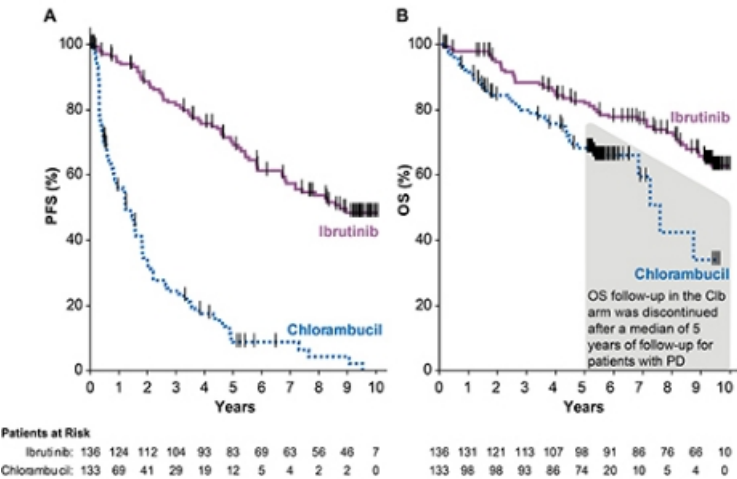 A
PFS (%)
100
80
60
40
20
0
Ibrutinib
Chlorambucil
0 1 2 3 4 5 6 7 8 9 10
Years
B
OS (%)
100
80
60
40
20
0
Ibrutinib
Chlorambucil
OS follow-up in the Clb
arm was discontinued
after a median of 5
years of follow-up for
patients with PD
0 1 2 3 4 5 6 7 8 9 10
Years
Patients at Risk
Ibrutinib: 136 124 112 104 93 83 69 63 56 46 7 136 131 121 113 107 98 91 86 76 66 10
Chlorambucil: 133 69 41 29 19 12 5 4 2 2 0 133 98 98 93 86 74 20 10 5 4 0